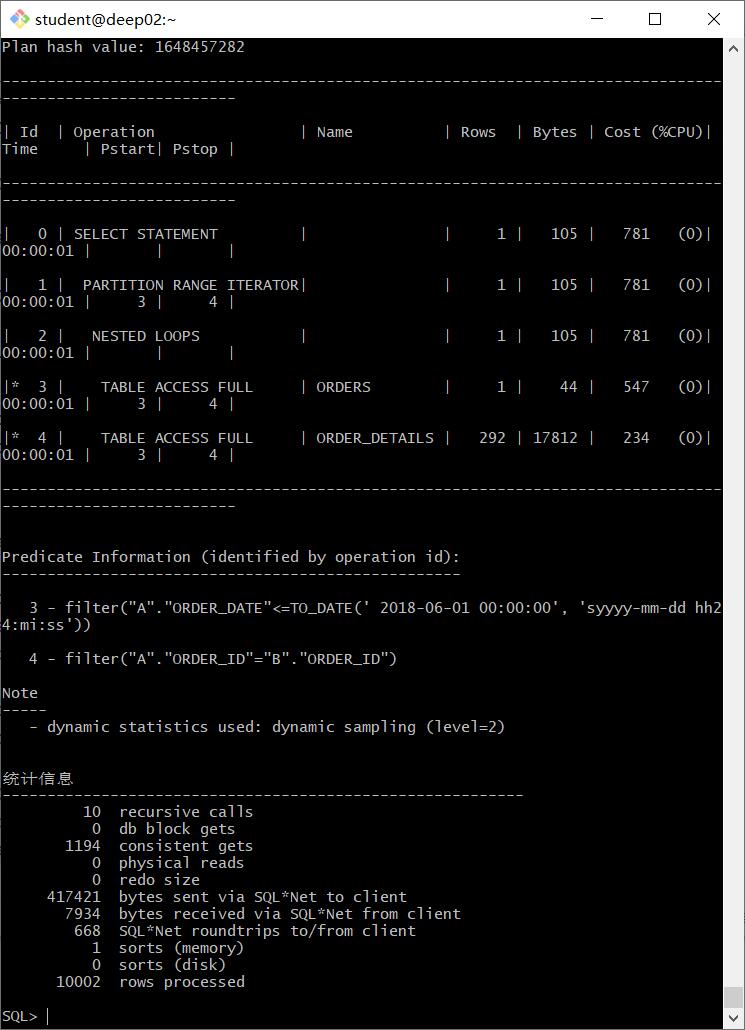 student@deep02:~
Plan hash value: 1648457282
--------------------------------------------------------------------------------
--------------------------
| Id  | Operation                | Name          | Rows  | Bytes | Cost (%CPU)|
Time     | Pstart| Pstop |
--------------------------------------------------------------------------------
--------------------------
|   0 | SELECT STATEMENT         |               |     1 |   105 |   781   (0)|
00:00:01 |       |       |
|   1 |  PARTITION RANGE ITERATOR|               |     1 |   105 |   781   (0)|
00:00:01 |     3 |     4 |
|   2 |   NESTED LOOPS           |               |     1 |   105 |   781   (0)|
00:00:01 |       |       |
|*  3 |    TABLE ACCESS FULL     | ORDERS        |     1 |    44 |   547   (0)|
00:00:01 |     3 |     4 |
|*  4 |    TABLE ACCESS FULL     | ORDER_DETAILS |   292 | 17812 |   234   (0)|
00:00:01 |     3 |     4 |
--------------------------------------------------------------------------------
--------------------------
Predicate Information (identified by operation id):
---------------------------------------------------
   3 - filter("A"."ORDER_DATE"<=TO_DATE(' 2018-06-01 00:00:00', 'syyyy-mm-dd hh2
4:mi:ss'))
   4 - filter("A"."ORDER_ID"="B"."ORDER_ID")
Note
-----
   - dynamic statistics used: dynamic sampling (level=2)
统计信息
----------------------------------------------------------
         10  recursive calls
          0  db block gets
       1194  consistent gets
          0  physical reads
          0  redo size
     417421  bytes sent via SQL*Net to client
       7934  bytes received via SQL*Net from client
        668  SQL*Net roundtrips to/from client
          1  sorts (memory)
          0  sorts (disk)
      10002  rows processed
SQL>